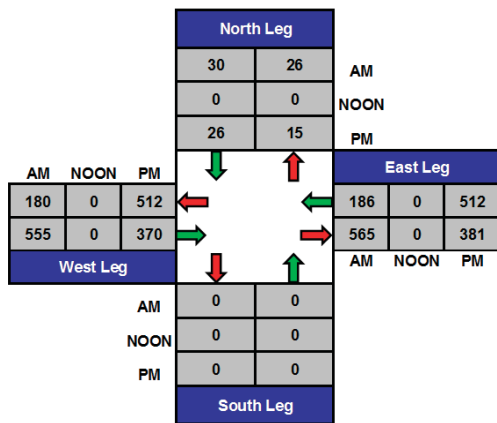 North Leg
30 26 AM
0 0 NOON
26 15 PM
East Leg
AM NOON PM
180 0 512 186 0 512
555 0 370 565 0 381
West Leg AM NOON PM
AM 0 0
NOON 0 0
PM 0 0
South Leg